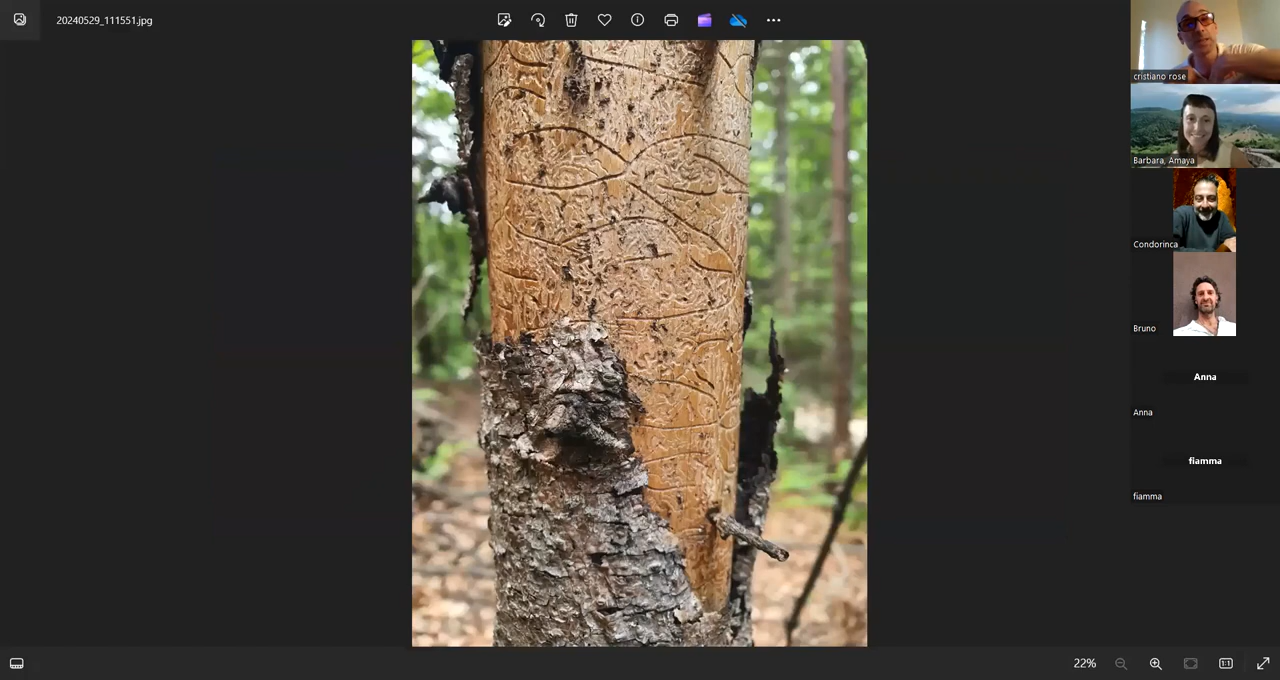 20240529_111551.jpg
cristiano rose
Barbara, Amaya
Condorinca
Bruno
Anna
Anna
fiamma
fiamma
22%